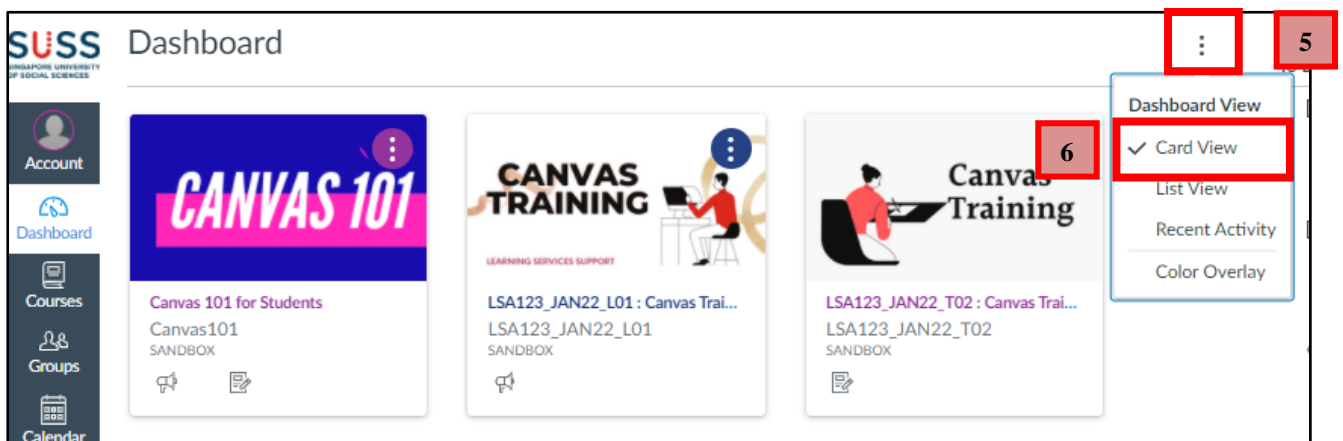 SUSS
SINGAPORE UNIVERSITY
OF SOCIAL SCIENCES
Dashboard
5
Dashboard View
6
Card View
List View
Recent Activity
Color Overlay
Account
Dashboard
Courses
Groups
Calendar
CANVAS 101
Canvas 101 for Students
Canvas101
SANDBOX
CANVAS
TRAINING
LEARNING SERVICES SUPPORT
LSA123_JAN22_L01 : Canvas Trai...
LSA123_JAN22_L01
SANDBOX
Canvas
Training
LSA123_JAN22_T02 : Canvas Trai...
LSA123_JAN22_T02
SANDBOX